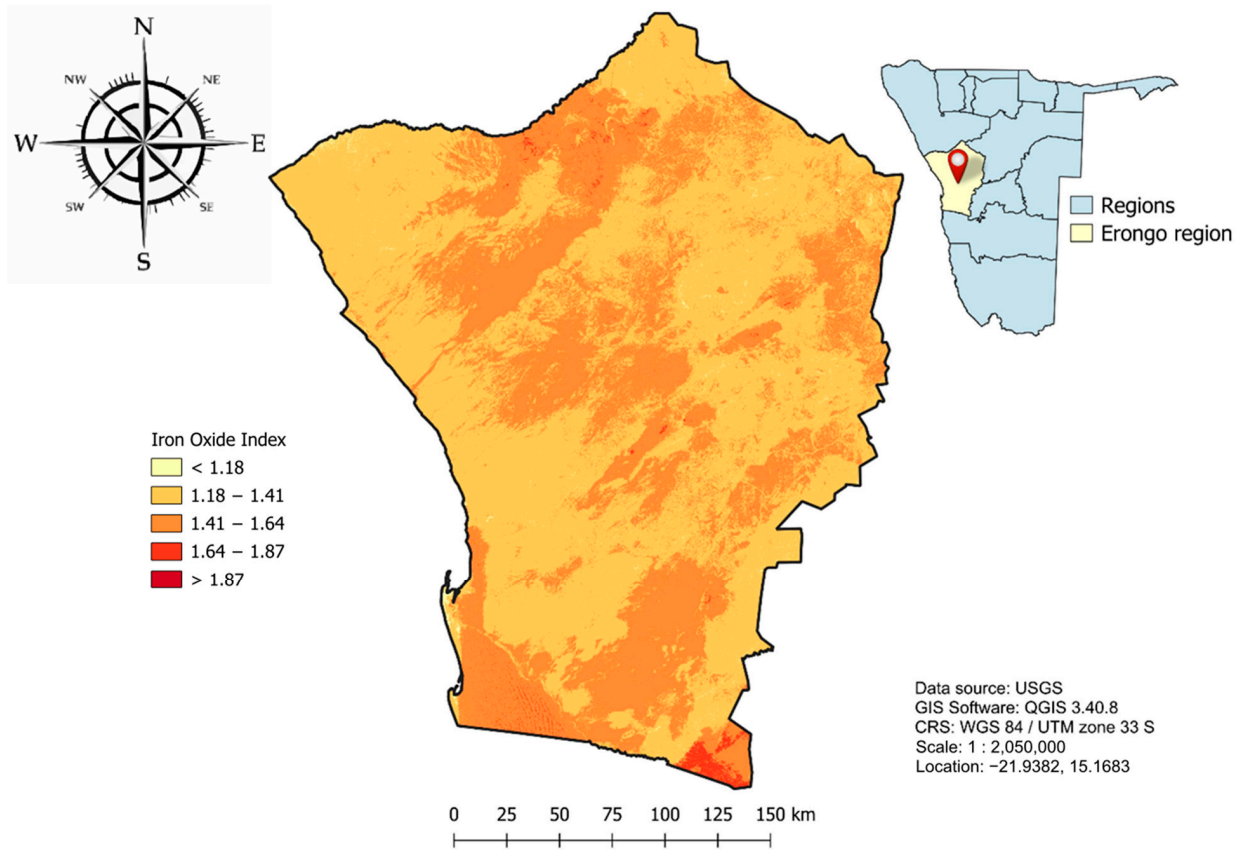 N
NW
NE
W
E
SW
SE
S
Regions
Erongo region
Iron Oxide Index
< 1.18
1.18 – 1.41
1.41 – 1.64
1.64 – 1.87
> 1.87
Data source: USGS
GIS Software: QGIS 3.40.8
CRS: WGS 84 / UTM zone 33 S
Scale: 1 : 2,050,000
Location: −21.9382, 15.1683
0 25 50 75 100 125 150 km